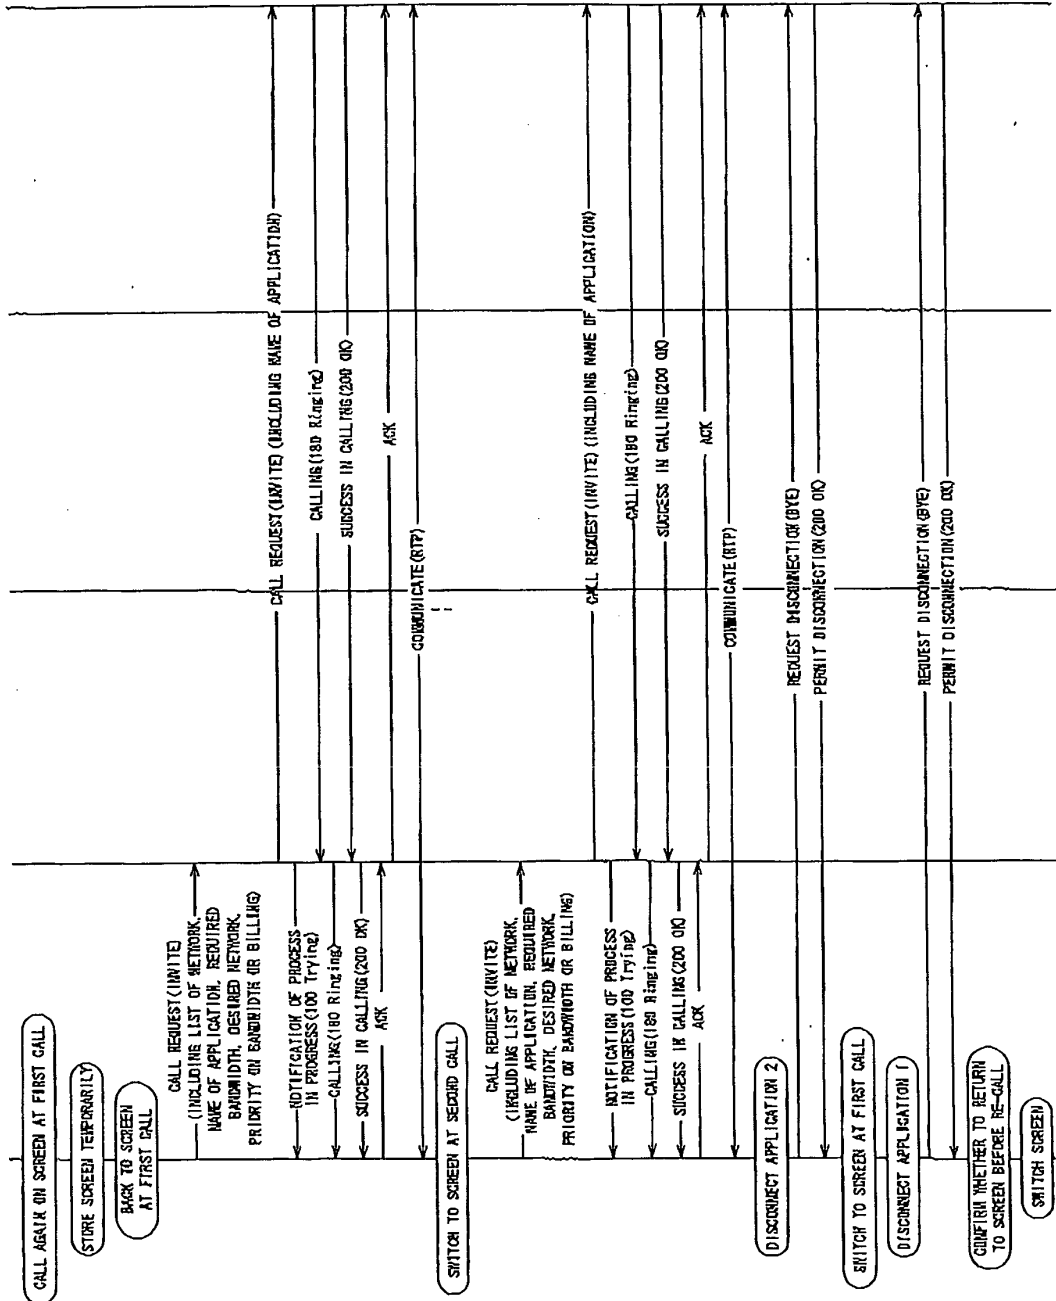 CALL AGAIN ON SCREEN AT FIRST CALL
STORE SCREEN TEMPORARILY
BACK TO SCREEN
AT FIRST CALL
CALL REQUEST(INVITE)
(INCLUDING LIST OF NETWORK,
NAME OF APPLICATION, REQUIRED
BANDWIDTH, DESIRED NETWORK,
PRIORITY ON BANDWIDTH OR BILLING)
CALL REQUEST(INVITE)(INCLUDING NAME OF APPLICATION)
NOTIFICATION OF PROCESS
IN PROGRESS(100 Trying)
CALLING(180 Ringing)
CALLING(180 Ringing)
SUCCESS IN CALLING(200 OK)
SUCCESS IN CALLING(200 OK)
ACK
ACK
COMMUNICATE(RTP)
SWITCH TO SCREEN AT SECOND CALL
CALL REQUEST(INVITE)
(INCLUDING LIST OF NETWORK,
NAME OF APPLICATION, REQUIRED
BANDWIDTH, DESIRED NETWORK,
PRIORITY ON BANDWIDTH OR BILLING)
CALL REQUEST(INVITE)(INCLUDING NAME OF APPLICATION)
NOTIFICATION OF PROCESS
IN PROGRESS(100 Trying)
CALLING(180 Ringing)
CALLING(180 Ringing)
SUCCESS IN CALLING(200 OK)
SUCCESS IN CALLING(200 OK)
ACK
ACK
COMMUNICATE(RTP)
DISCONNECT APPLICATION 2
REQUEST DISCONNECTION(BYE)
PERMIT DISCONNECTION(200 OK)
SWITCH TO SCREEN AT FIRST CALL
DISCONNECT APPLICATION 1
REQUEST DISCONNECTION(BYE)
PERMIT DISCONNECTION(200 OK)
CONFIRM WHETHER TO RETURN
TO SCREEN BEFORE RE-CALL
SWITCH SCREEN